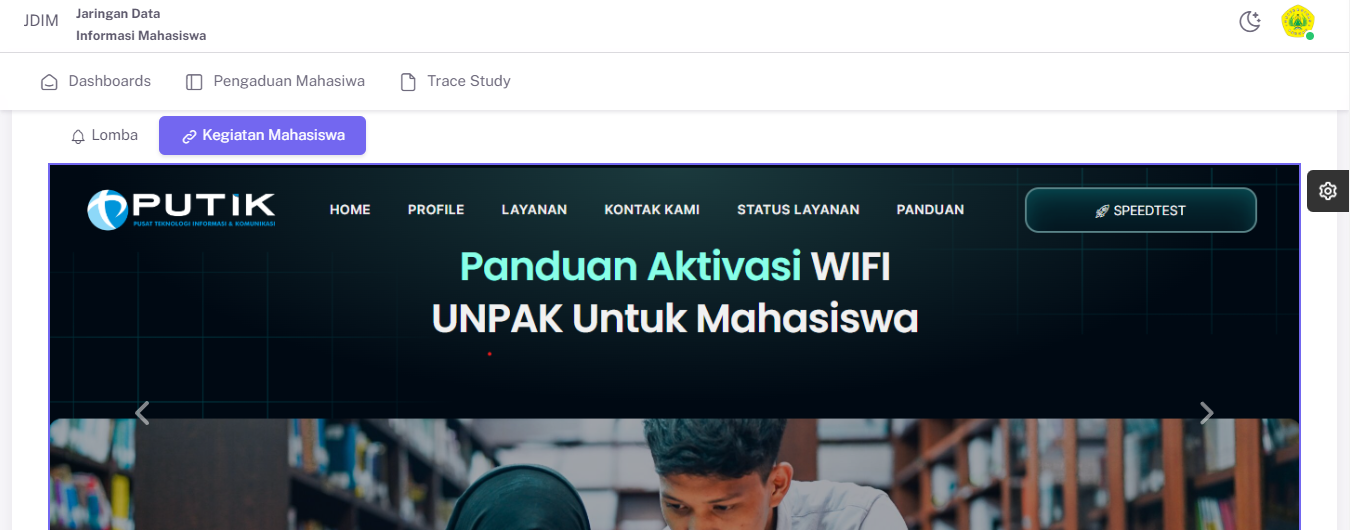 JDIM
Jaringan Data
Informasi Mahasiswa
Dashboards
Pengaduan Mahasiwa
Trace Study
Lomba
Kegiatan Mahasiswa
PUTIK
PUSAT TEKNOLOGI INFORMASI & KOMUNIKASI
HOME
PROFILE
LAYANAN
KONTAK KAMI
STATUS LAYANAN
PANDUAN
SPEEDTEST
Panduan Aktivasi WIFI
UNPAK Untuk Mahasiswa